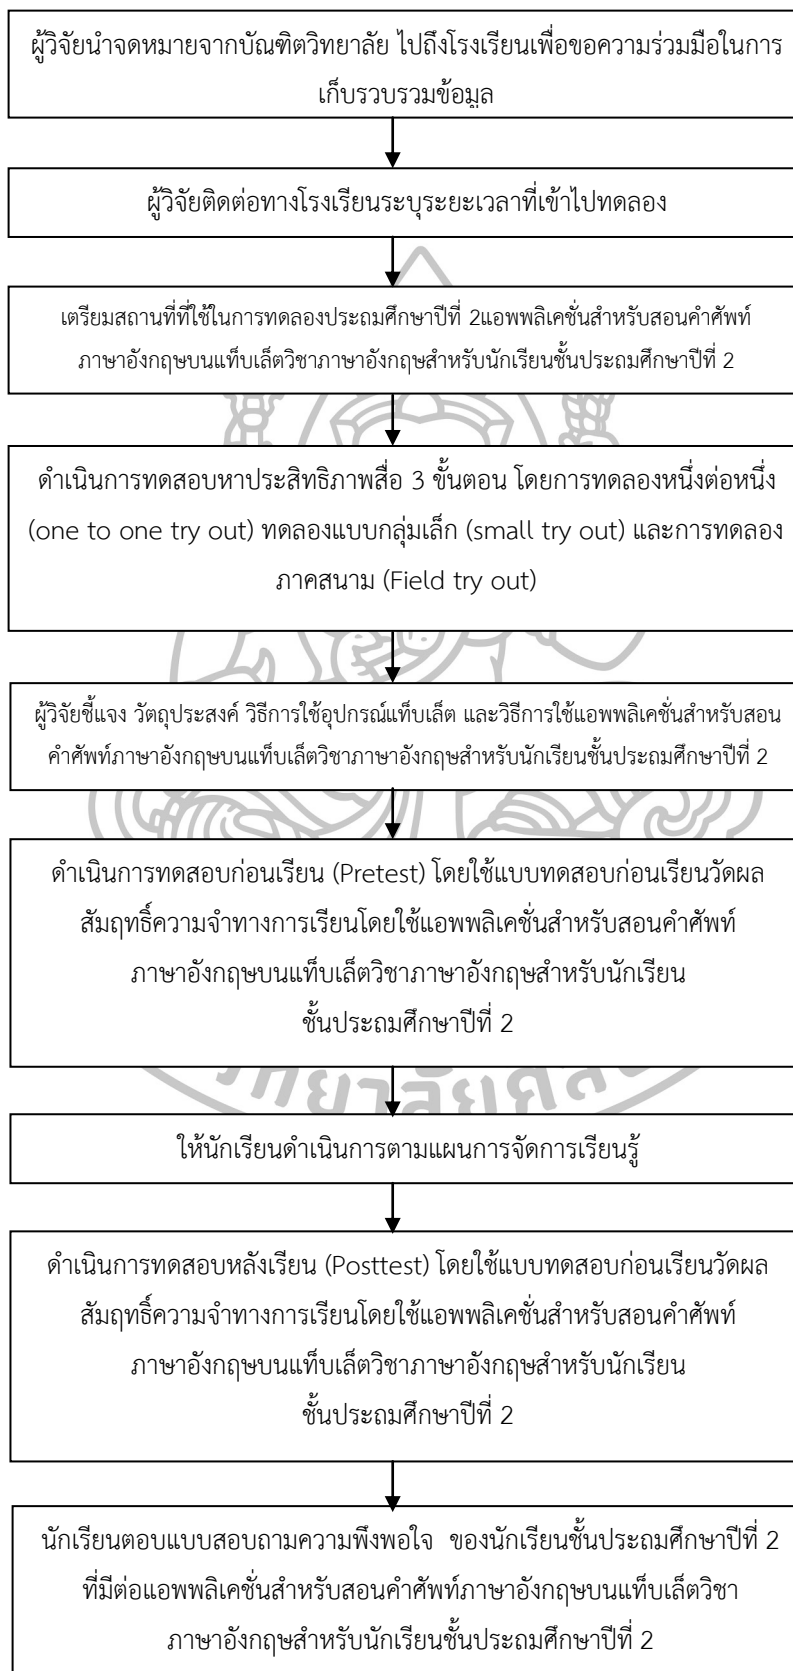 ผู้วิจัยนำจดหมายจากบัณฑิตวิทยาลัย ไปถึงโรงเรียนเพื่อขอความร่วมมือในการ
เก็บรวบรวมข้อมูล
ผู้วิจัยติดต่อทางโรงเรียนระบุระยะเวลาที่เข้าไปทดลอง
เตรียมสถานที่ที่ใช้ในการทดลองประถมศึกษาปีที่ 2แอพพลิเคชั่นสำหรับสอนคำศัพท์
ภาษาอังกฤษบนแท็บเล็ตวิชาภาษาอังกฤษสำหรับนักเรียนชั้นประถมศึกษาปีที่ 2
ดำเนินการทดสอบหาประสิทธิภาพสื่อ 3 ขั้นตอน โดยการทดลองหนึ่งต่อหนึ่ง
(one to one try out) ทดลองแบบกลุ่มเล็ก (small try out) และการทดลอง
ภาคสนาม (Field try out)
ผู้วิจัยชี้แจง วัตถุประสงค์ วิธีการใช้อุปกรณ์แท็บเล็ต และวิธีการใช้แอพพลิเคชั่นสำหรับสอน
คำศัพท์ภาษาอังกฤษบนแท็บเล็ตวิชาภาษาอังกฤษสำหรับนักเรียนชั้นประถมศึกษาปีที่ 2
ดำเนินการทดสอบก่อนเรียน (Pretest) โดยใช้แบบทดสอบก่อนเรียนวัดผล
สัมฤทธิ์ความจำทางการเรียนโดยใช้แอพพลิเคชั่นสำหรับสอนคำศัพท์
ภาษาอังกฤษบนแท็บเล็ตวิชาภาษาอังกฤษสำหรับนักเรียน
ชั้นประถมศึกษาปีที่ 2
ให้นักเรียนดำเนินการตามแผนการจัดการเรียนรู้
ดำเนินการทดสอบหลังเรียน (Posttest) โดยใช้แบบทดสอบก่อนเรียนวัดผล
สัมฤทธิ์ความจำทางการเรียนโดยใช้แอพพลิเคชั่นสำหรับสอนคำศัพท์
ภาษาอังกฤษบนแท็บเล็ตวิชาภาษาอังกฤษสำหรับนักเรียน
ชั้นประถมศึกษาปีที่ 2
นักเรียนตอบแบบสอบถามความพึงพอใจ ของนักเรียนชั้นประถมศึกษาปีที่ 2
ที่มีต่อแอพพลิเคชั่นสำหรับสอนคำศัพท์ภาษาอังกฤษบนแท็บเล็ตวิชา
ภาษาอังกฤษสำหรับนักเรียนชั้นประถมศึกษาปีที่ 2